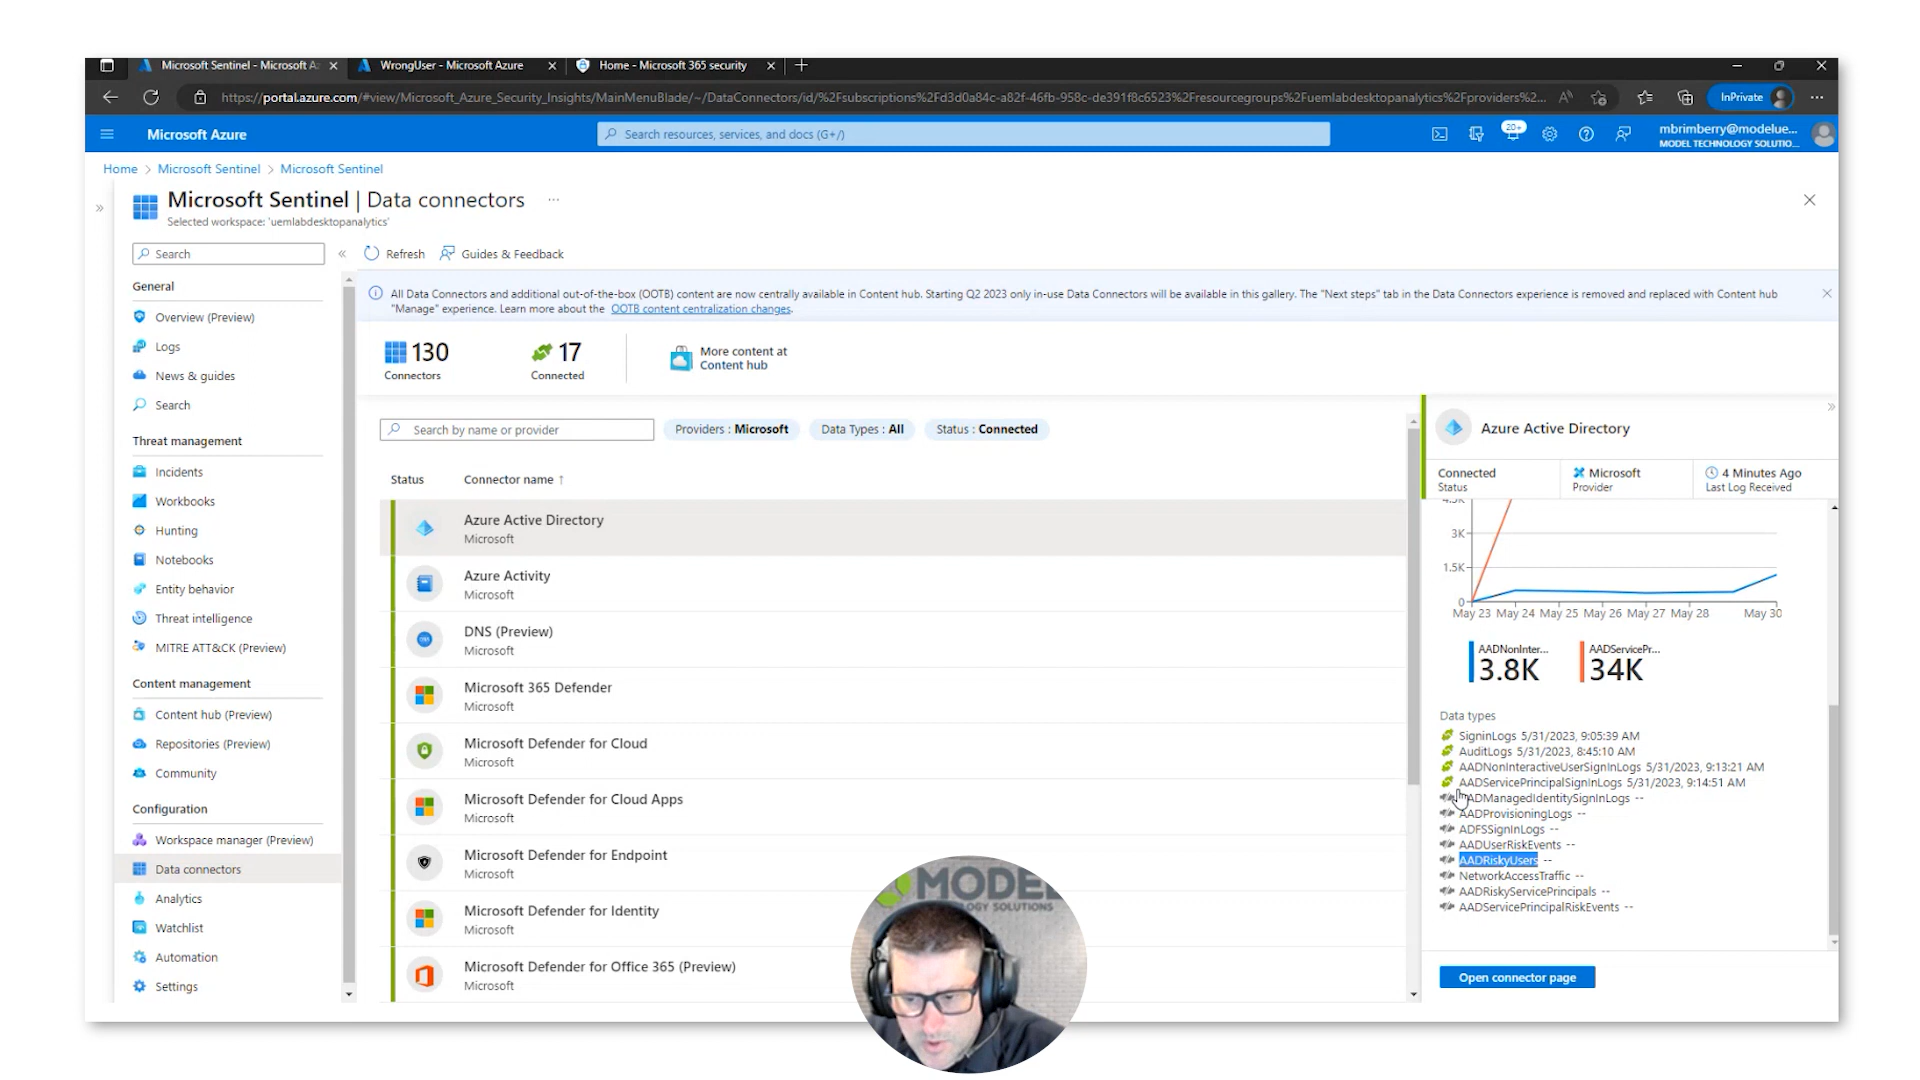 Microsoft Sentinel - Microsoft A:
WrongUser - Microsoft Azure
Home - Microsoft 365 security
https://portal.azure.com/#view/Microsoft_Azure_Security_Insights/MainMenuBlade/~/DataConnectors/id/%2Fsubscriptions%2Fd3d0a84c-a82f-46fb-958c-de391f8c6523%2Fresourcegroups%2Fuemlabdesktopanalytics%2Fproviders%2...
InPrivate
Microsoft Azure
Search resources, services, and docs (G+/)
20+
mbrimberry@modelue...
MODEL TECHNOLOGY SOLUTIO...
Home > Microsoft Sentinel > Microsoft Sentinel
Microsoft Sentinel | Data connectors ...
Selected workspace: 'uemlabdesktopanalytics'
Search
Refresh
Guides & Feedback
General
Overview (Preview)
Logs
News & guides
Search
Threat management
Incidents
Workbooks
Hunting
Notebooks
Entity behavior
Threat intelligence
MITRE ATT&CK (Preview)
Content management
Content hub (Preview)
Repositories (Preview)
Community
Configuration
Workspace manager (Preview)
Data connectors
Analytics
Watchlist
Automation
Settings
All Data Connectors and additional out-of-the-box (OOTB) content are now centrally available in Content hub. Starting Q2 2023 only in-use Data Connectors will be available in this gallery. The "Next steps" tab in the Data Connectors experience is removed and replaced with Content hub
"Manage" experience. Learn more about the OOTB content centralization changes.
130
Connectors
17
Connected
More content at
Content hub
Search by name or provider
Providers : Microsoft
Data Types : All
Status : Connected
Status
Connector name ↑
Azure Active Directory
Microsoft
Azure Activity
Microsoft
DNS (Preview)
Microsoft
Microsoft 365 Defender
Microsoft
Microsoft Defender for Cloud
Microsoft
Microsoft Defender for Cloud Apps
Microsoft
Microsoft Defender for Endpoint
Microsoft
Microsoft Defender for Identity
Microsoft
Microsoft Defender for Office 365 (Preview)
Microsoft
Azure Active Directory
Connected
Status
Microsoft
Provider
4 Minutes Ago
Last Log Received
4.5K
3K
1.5K
0
May 23 May 24 May 25 May 26 May 27 May 28 May 30
AADNonInter...
3.8K
AADServicePr...
34K
Data types
SigninLogs 5/31/2023, 9:05:39 AM
AuditLogs 5/31/2023, 8:45:10 AM
AADNonInteractiveUserSignInLogs 5/31/2023, 9:13:21 AM
AADServicePrincipalSignInLogs 5/31/2023, 9:14:51 AM
AADManagedIdentitySignInLogs --
AADProvisioningLogs --
ADFSSignInLogs --
AADUserRiskEvents --
AADRiskyUsers --
NetworkAccessTraffic --
AADRiskyServicePrincipals --
AADServicePrincipalRiskEvents --
Open connector page
MODEL
OGY SOLUTIONS